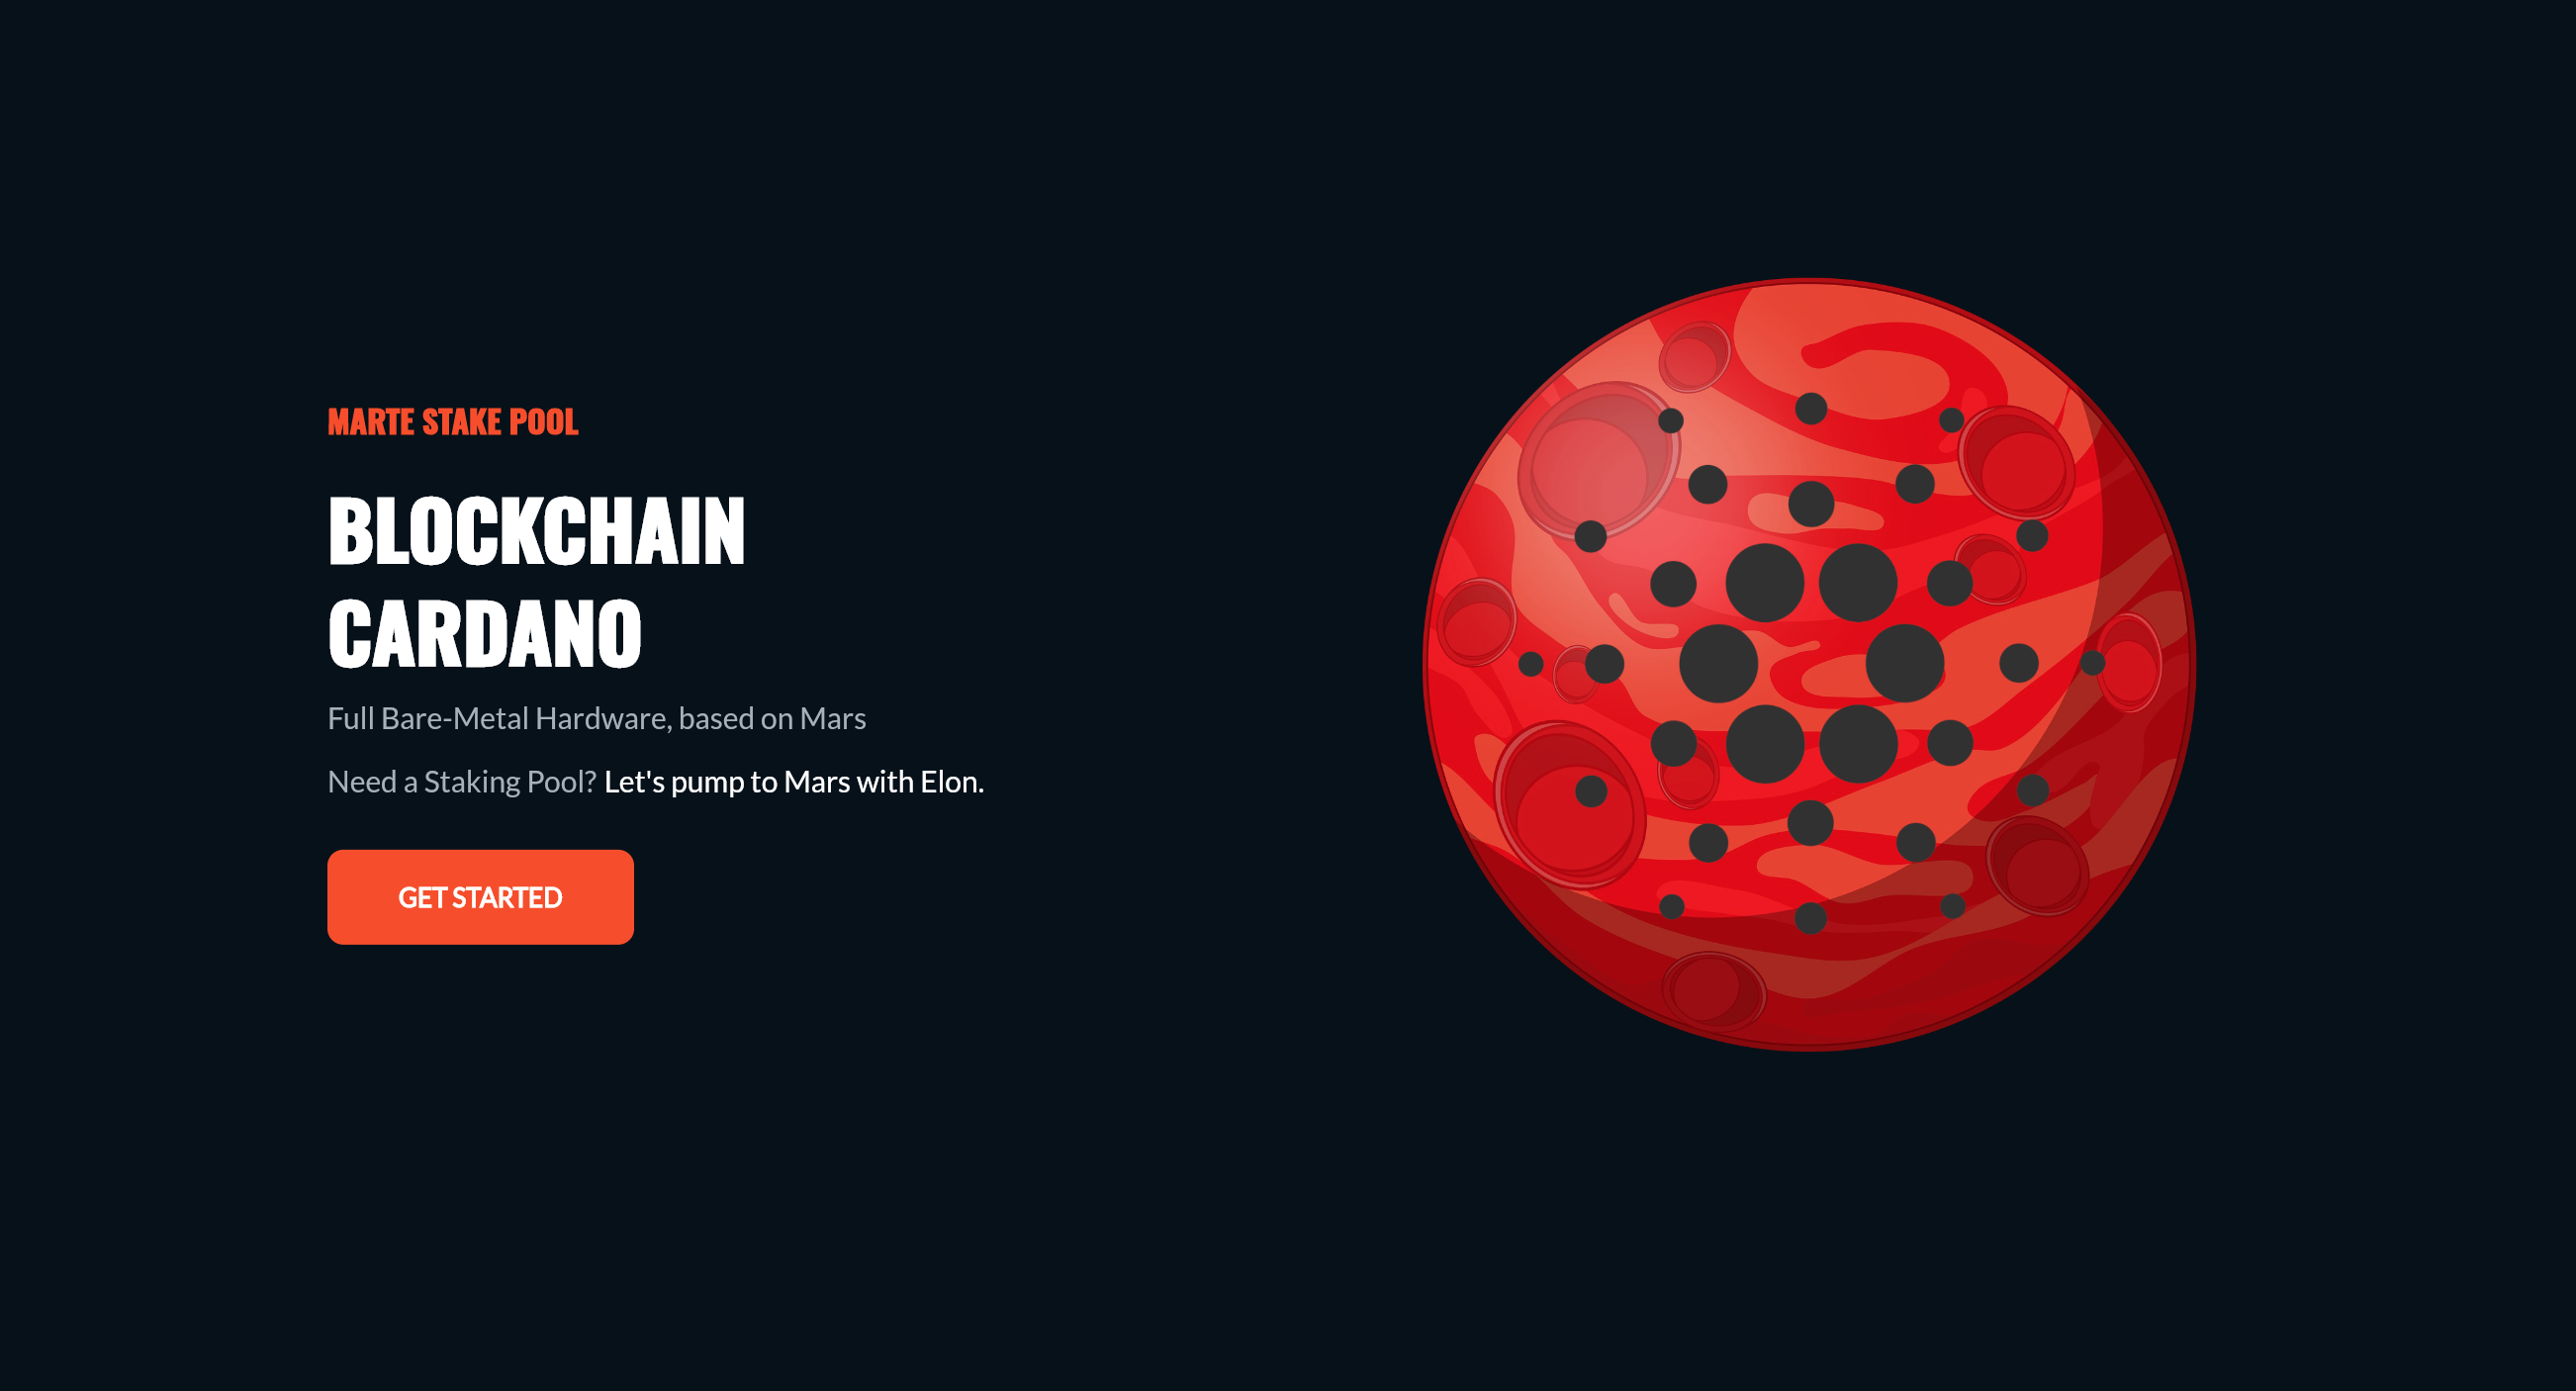 MARTE STAKE POOL
BLOCKCHAIN
CARDANO
Full Bare-Metal Hardware, based on Mars
Need a Staking Pool? Let's pump to Mars with Elon.
GET STARTED